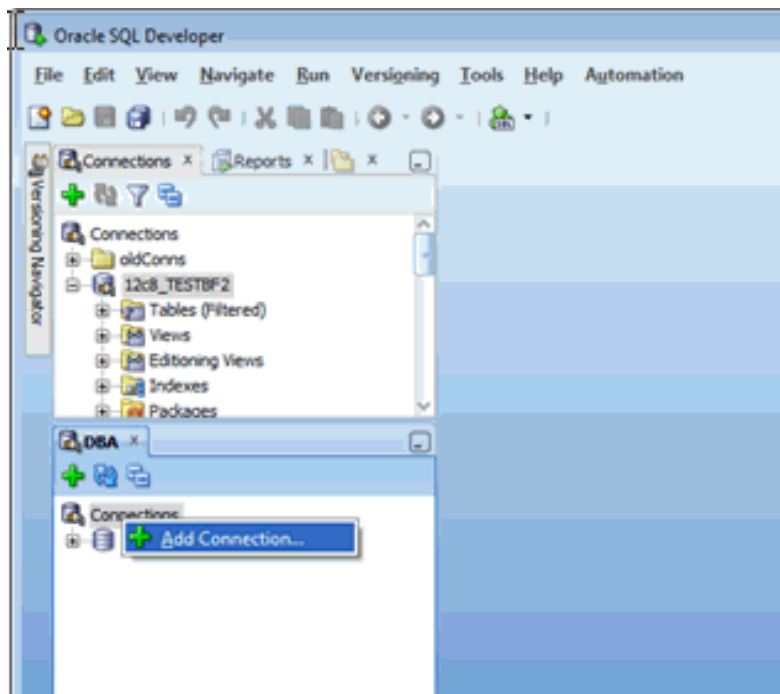 Oracle SQL Developer
File Edit View Navigate Run Versioning Tools Help Automation
Versioning Navigator
Connections x Reports x x
Connections
oldConns
12c8_TESTBF2
Tables (Filtered)
Views
Editioning Views
Indexes
Packages
DBA x
Connections
Add Connection...